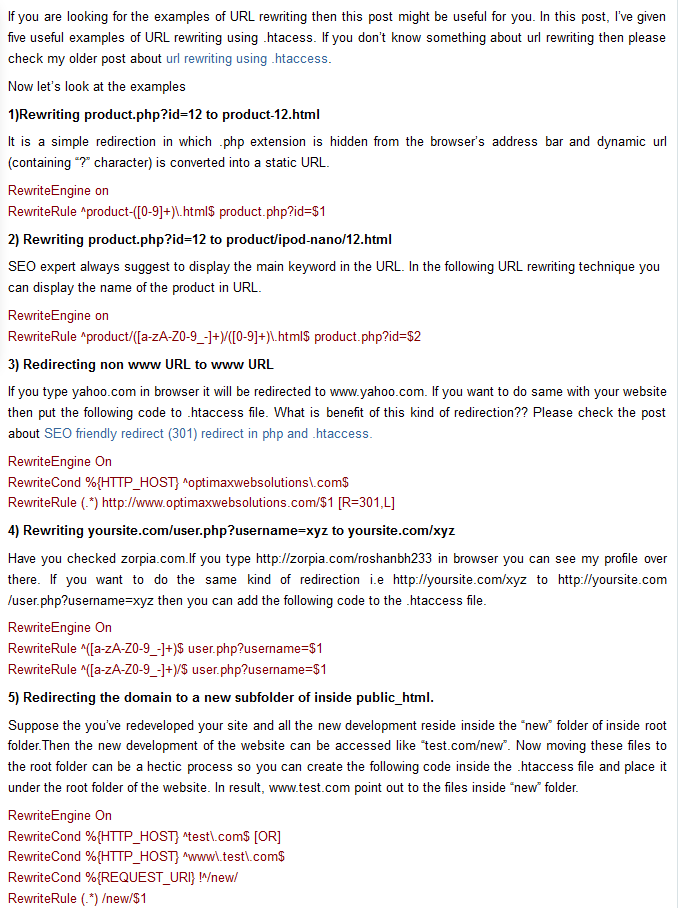 If you are looking for the examples of URL rewriting then this post might be useful for you. In this post, I've given
five useful examples of URL rewriting using .htacess. If you don't know something about url rewriting then please
check my older post about url rewriting using .htaccess.
Now let's look at the examples
1)Rewriting product.php?id=12 to product-12.html
It is a simple redirection in which .php extension is hidden from the browser's address bar and dynamic url
(containing “?” character) is converted into a static URL.
RewriteEngine on
RewriteRule ^product-([0-9]+)\.html$ product.php?id=$1
2) Rewriting product.php?id=12 to product/ipod-nano/12.html
SEO expert always suggest to display the main keyword in the URL. In the following URL rewriting technique you
can display the name of the product in URL.
RewriteEngine on
RewriteRule ^product/([a-zA-Z0-9_-]+)/([0-9]+)\.html$ product.php?id=$2
3) Redirecting non www URL to www URL
If you type yahoo.com in browser it will be redirected to www.yahoo.com. If you want to do same with your website
then put the following code to .htaccess file. What is benefit of this kind of redirection?? Please check the post
about SEO friendly redirect (301) redirect in php and .htaccess.
RewriteEngine On
RewriteCond %{HTTP_HOST} ^optimaxwebsolutions\.com$
RewriteRule (.*) http://www.optimaxwebsolutions.com/$1 [R=301,L]
4) Rewriting yoursite.com/user.php?username=xyz to yoursite.com/xyz
Have you checked zorpia.com.If you type http://zorpia.com/roshanbh233 in browser you can see my profile over
there. If you want to do the same kind of redirection i.e http://yoursite.com/xyz to http://yoursite.com
/user.php?username=xyz then you can add the following code to the .htaccess file.
RewriteEngine On
RewriteRule ^([a-zA-Z0-9_-]+)$ user.php?username=$1
RewriteRule ^([a-zA-Z0-9_-]+)/$ user.php?username=$1
5) Redirecting the domain to a new subfolder of inside public_html.
Suppose the you've redeveloped your site and all the new development reside inside the “new” folder of inside root
folder.Then the new development of the website can be accessed like “test.com/new”. Now moving these files to
the root folder can be a hectic process so you can create the following code inside the .htaccess file and place it
under the root folder of the website. In result, www.test.com point out to the files inside “new” folder.
RewriteEngine On
RewriteCond %{HTTP_HOST} ^test\.com$ [OR]
RewriteCond %{HTTP_HOST} ^www\.test\.com$
RewriteCond %{REQUEST_URI} !^/new/
RewriteRule (.*) /new/$1